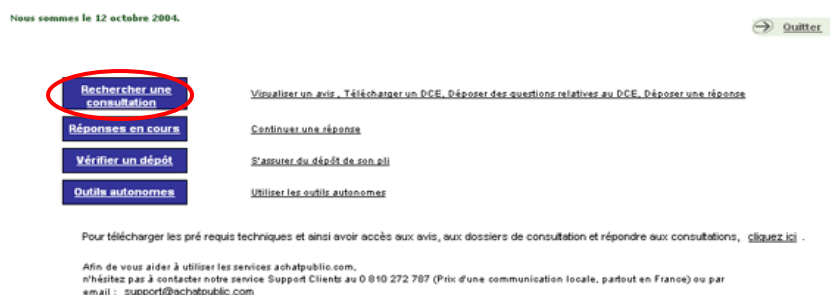 Nous sommes le 12 octobre 2004.
Quitter
Rechercher une
consultation
Visualiser un avis , Télécharger un DCE, Déposer des questions relatives au DCE, Déposer une réponse
Réponses en cours
Continuer une réponse
Vérifier un dépôt
S'assurer du dépôt de son pli
Outils autonomes
Utiliser les outils autonomes
Pour télécharger les pré requis techniques et ainsi avoir accès aux avis, aux dossiers de consultation et répondre aux consultations, cliquez ici .
Afin de vous aider à utiliser les services achatpublic.com,
n'hésitez pas à contacter notre service Support Clients au 0 810 272 787 (Prix d'une communication locale, partout en France) ou par
email : support@achatpublic.com